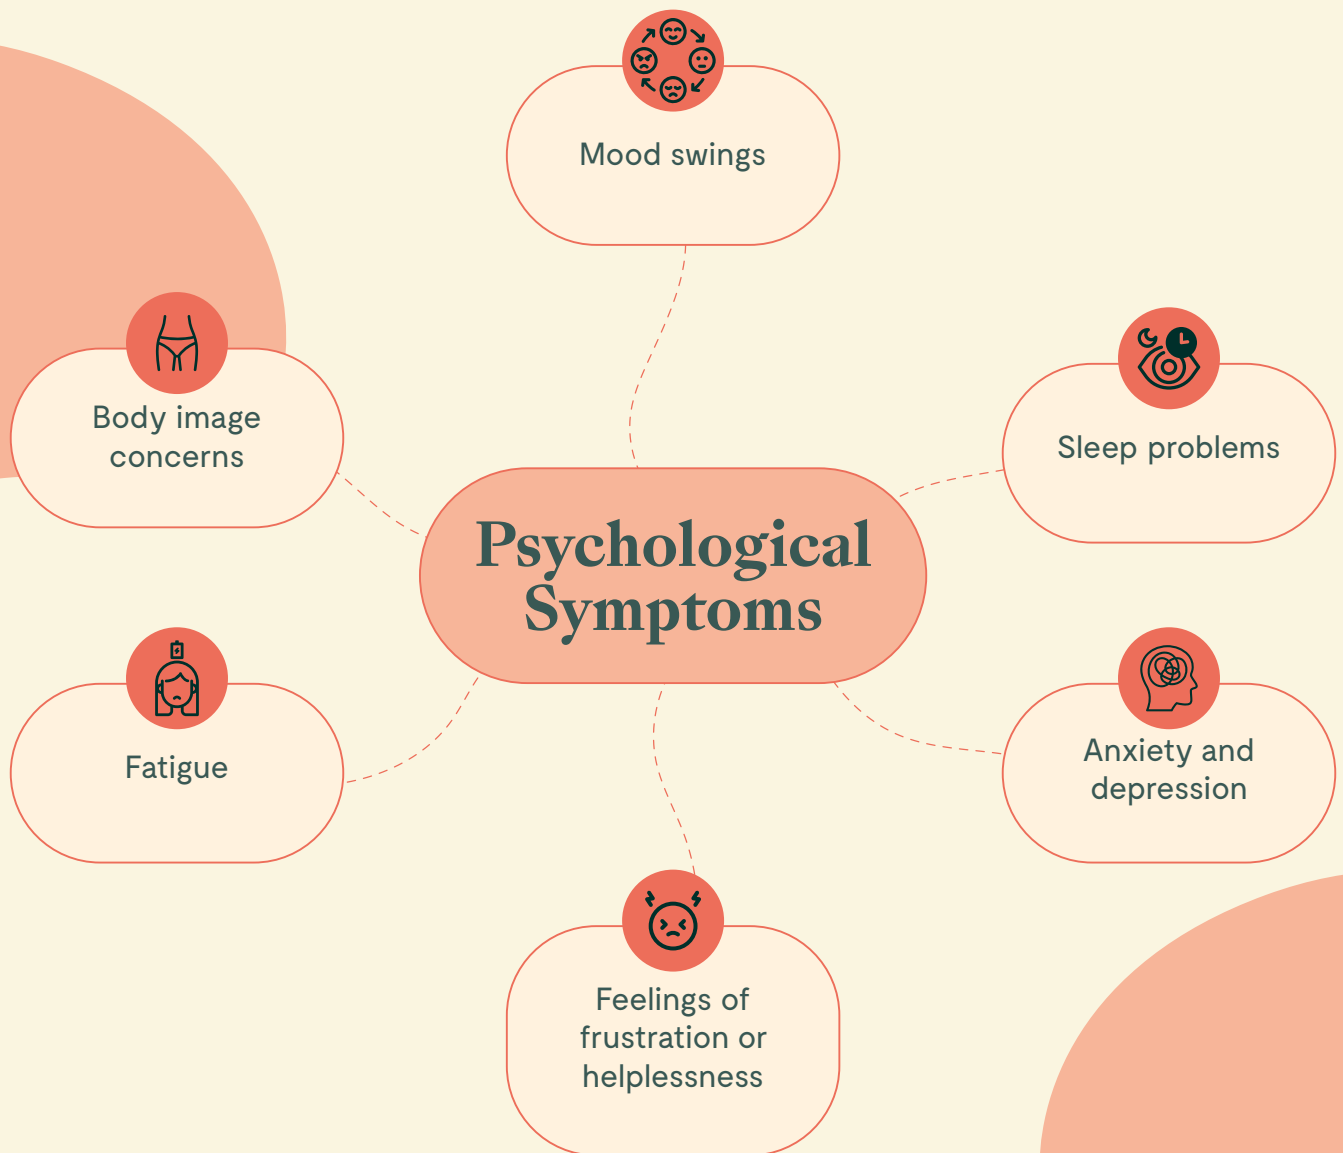 Mood swings
Body image
concerns
Sleep problems
Psychological
Symptoms
Fatigue
Anxiety and
depression
Feelings of
frustration or
helplessness